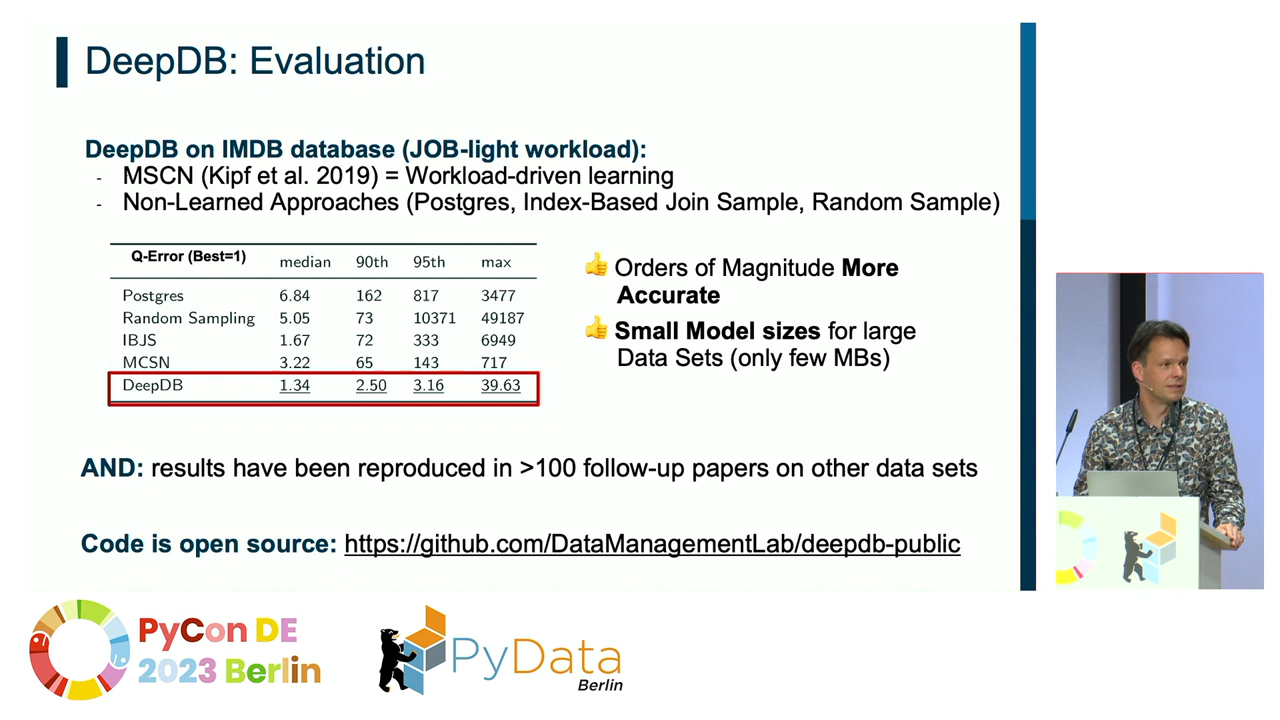 DeepDB: Evaluation
DeepDB on IMDB database (JOB-light workload):
- MSCN (Kipf et al. 2019) = Workload-driven learning
- Non-Learned Approaches (Postgres, Index-Based Join Sample, Random Sample)
Q-Error (Best=1) median 90th 95th max
Postgres 6.84 162 817 3477
Random Sampling 5.05 73 10371 49187
IBJS 1.67 72 333 6949
MCSN 3.22 65 143 717
DeepDB 1.34 2.50 3.16 39.63
👍 Orders of Magnitude More
Accurate
👍 Small Model sizes for large
Data Sets (only few MBs)
AND: results have been reproduced in >100 follow-up papers on other data sets
Code is open source: https://github.com/DataManagementLab/deepdb-public
PyCon DE
2023 Berlin
PyData
Berlin